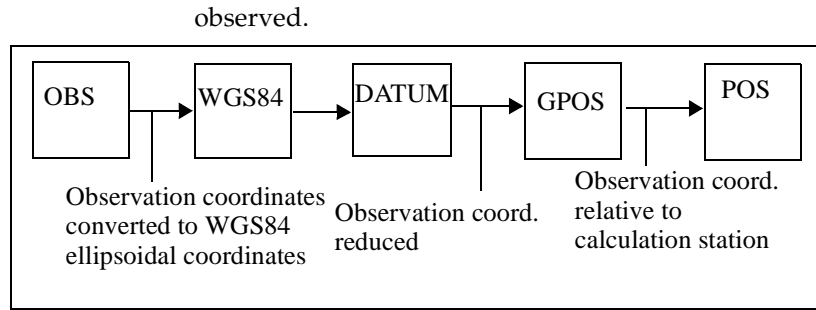 observed.
OBS
WGS84
DATUM
GPOS
POS
Observation coordinates
converted to WGS84
ellipsoidal coordinates
Observation coord.
reduced
Observation coord.
relative to
calculation station